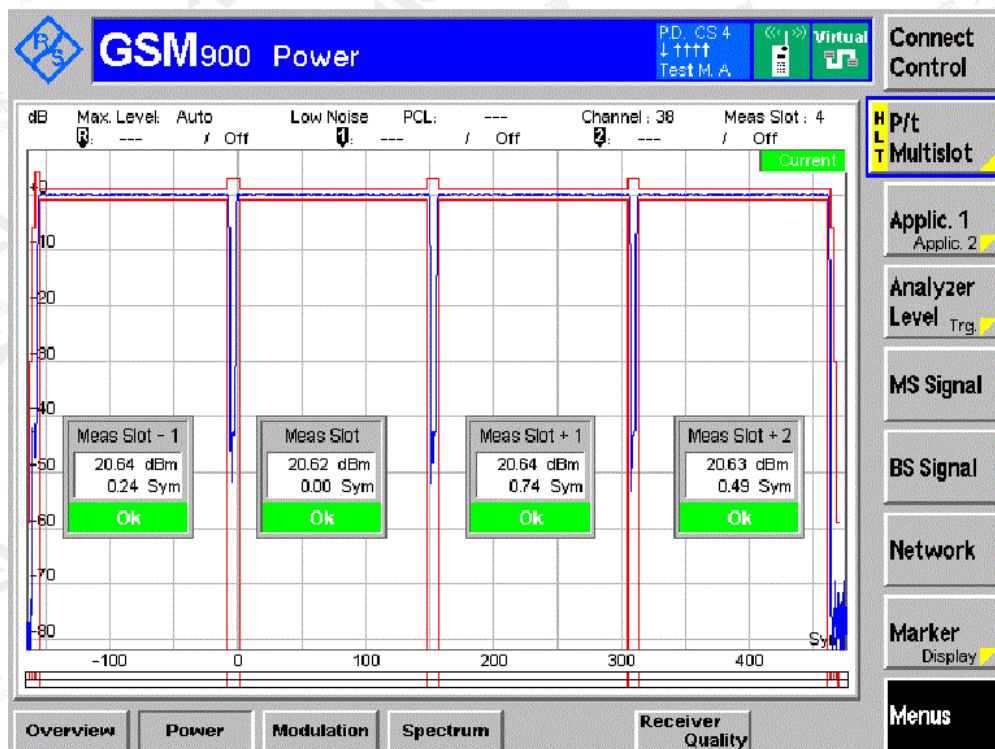 R/S
GSM900 Power
P.D. CS 4
↓ ↑↑↑↑
Test M. A.
Virtual
Connect
Control
dB Max. Level: Auto Low Noise PCL: --- Channel : 38 Meas Slot : 4
R: --- / Off 1: --- / Off 2: --- / Off
Current
H
L
T
P/t
Multislot
Applic. 1
Applic. 2
Analyzer
Level Trg.
MS Signal
BS Signal
Network
Marker
Display
Menus
+0
-10
-20
-30
-40
-50
-60
-70
-80
Meas Slot - 1
20.64 dBm
0.24 Sym
Ok
Meas Slot
20.62 dBm
0.00 Sym
Ok
Meas Slot + 1
20.64 dBm
0.74 Sym
Ok
Meas Slot + 2
20.63 dBm
0.49 Sym
Ok
-100 0 100 200 300 400
Overview Power Modulation Spectrum Receiver
Quality